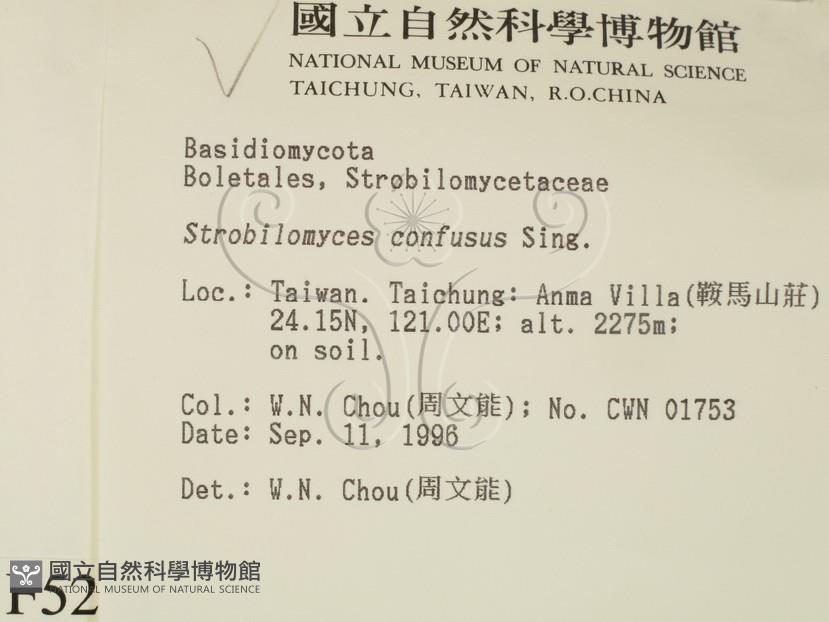 國立自然科學博物館
NATIONAL MUSEUM OF NATURAL SCIENCE
TAICHUNG, TAIWAN, R.O.CHINA
Basidiomycota
Boletales, Strobilomycetaceae
Strobilomyces confusus Sing.
Loc.: Taiwan. Taichung: Anma Villa(鞍馬山莊)
24.15N, 121.00E; alt. 2275m;
on soil.
Col.: W.N. Chou(周文能); No. CWN 01753
Date: Sep. 11, 1996
Det.: W.N. Chou(周文能)
國立自然科學博物館
NATIONAL MUSEUM OF NATURAL SCIENCE
F52